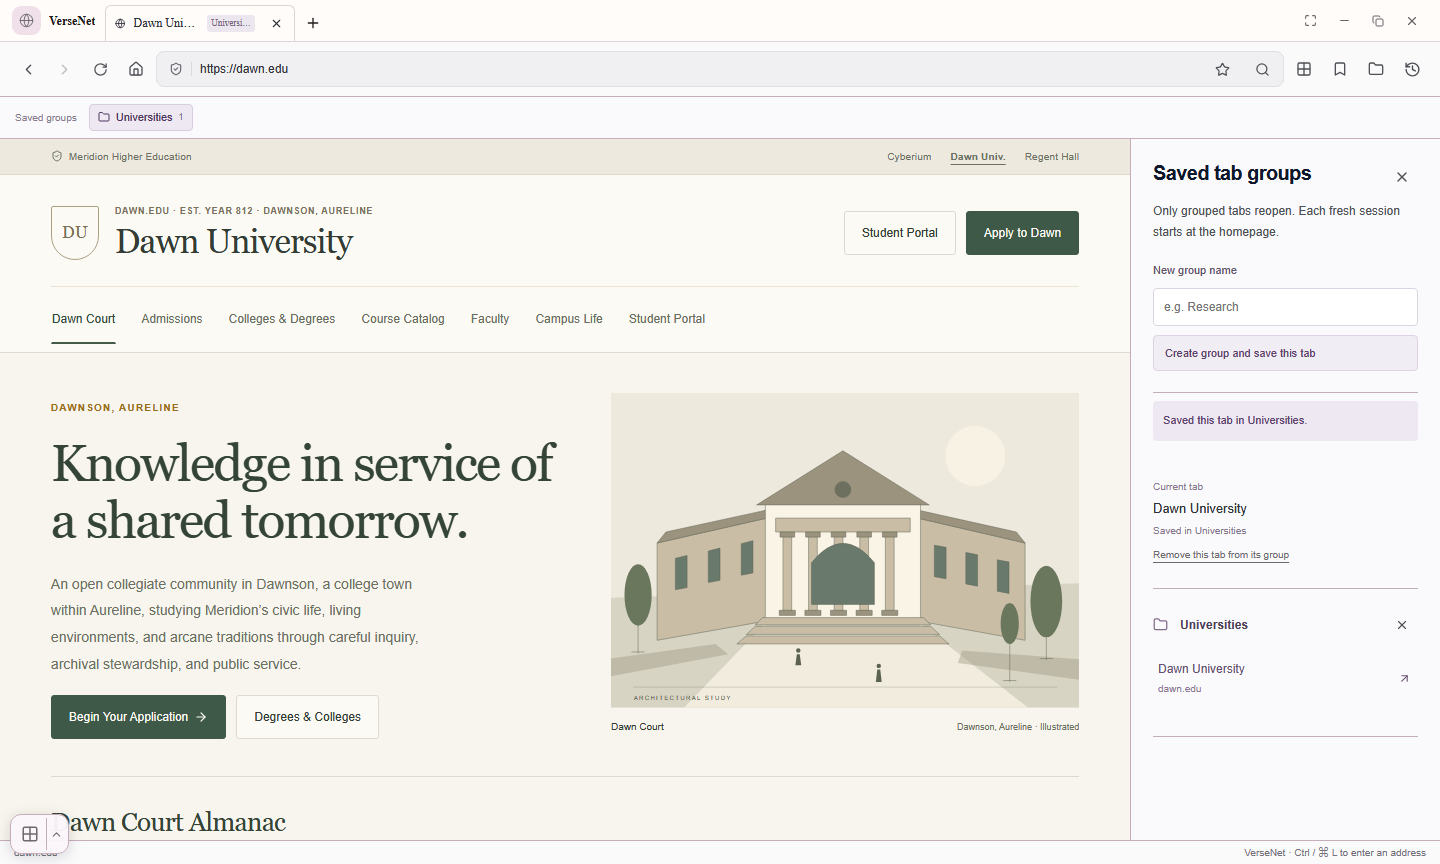 VerseNet
Dawn Uni...
Universi...
https://dawn.edu
Saved groups
Universities 1
Meridion Higher Education
Cyberium
Dawn Univ.
Regent Hall
DU
DAWN.EDU · EST. YEAR 812 · DAWNSON, AURELINE
Dawn University
Student Portal
Apply to Dawn
Dawn Court
Admissions
Colleges & Degrees
Course Catalog
Faculty
Campus Life
Student Portal
DAWNSON, AURELINE
Knowledge in service of
a shared tomorrow.
An open collegiate community in Dawnson, a college town
within Aureline, studying Meridion's civic life, living
environments, and arcane traditions through careful inquiry,
archival stewardship, and public service.
Begin Your Application
Degrees & Colleges
ARCHITECTURAL STUDY
Dawn Court
Dawnson, Aureline · Illustrated
Dawn Court Almanac
Saved tab groups
Only grouped tabs reopen. Each fresh session
starts at the homepage.
New group name
e.g. Research
Create group and save this tab
Saved this tab in Universities.
Current tab
Dawn University
Saved in Universities
Remove this tab from its group
Universities
Dawn University
dawn.edu
dawn.edu
VerseNet · Ctrl / ⌘ L to enter an address